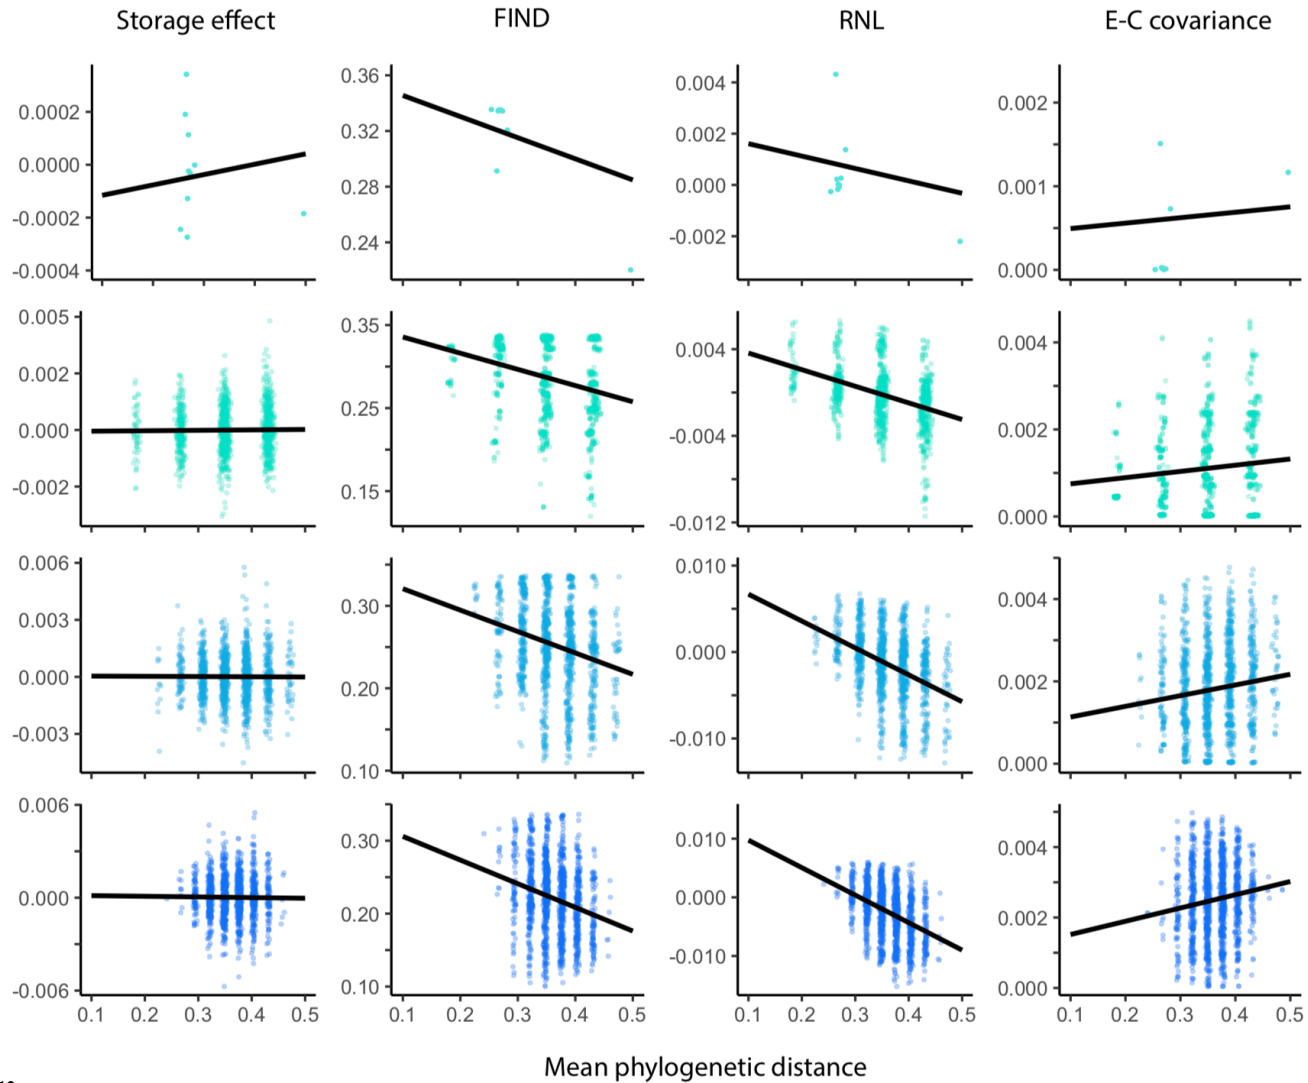 Storage effect FIND RNL E-C covariance
0.0002 0.36 0.004 0.002
0.0000 0.32 0.002 0.001
-0.0002 0.28 0.000 0.000
-0.0004 0.24 -0.002
0.005 0.35 0.004 0.004
0.002 0.25 -0.004 0.002
0.000 0.15 -0.012 0.000
-0.002
0.006 0.30 0.010 0.004
0.003 0.20 0.000 0.002
0.000 0.10 -0.010 0.000
-0.003
0.006 0.30 0.010 0.004
0.000 0.20 0.000 0.002
-0.006 0.10 -0.010 0.000
0.1 0.2 0.3 0.4 0.5 0.1 0.2 0.3 0.4 0.5 0.1 0.2 0.3 0.4 0.5 0.1 0.2 0.3 0.4 0.5
Mean phylogenetic distance